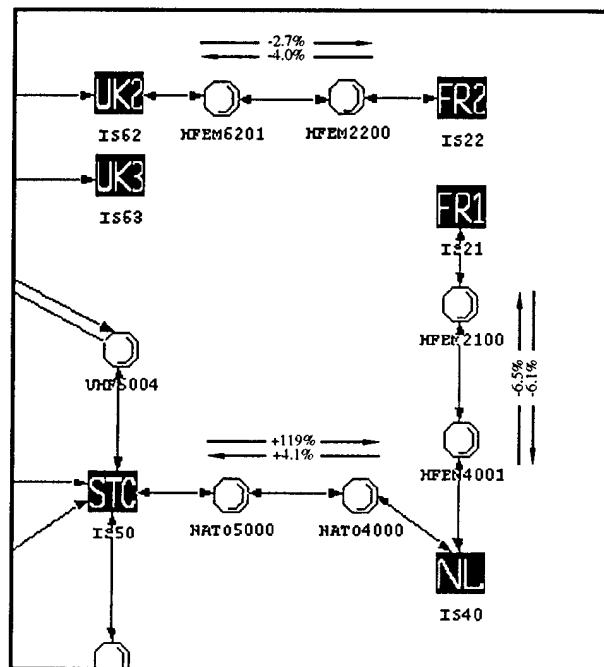 -2.7%
-4.0%
UK2
FR2
IS62
HFEM6201
HFEM2200
IS22
UK3
FR1
IS63
IS21
HFEM2100
UHF5004
-6.5%
-6.1%
+119%
+4.1%
HFEM4001
STC
IS50
NATO5000
NATO4000
NL
IS40